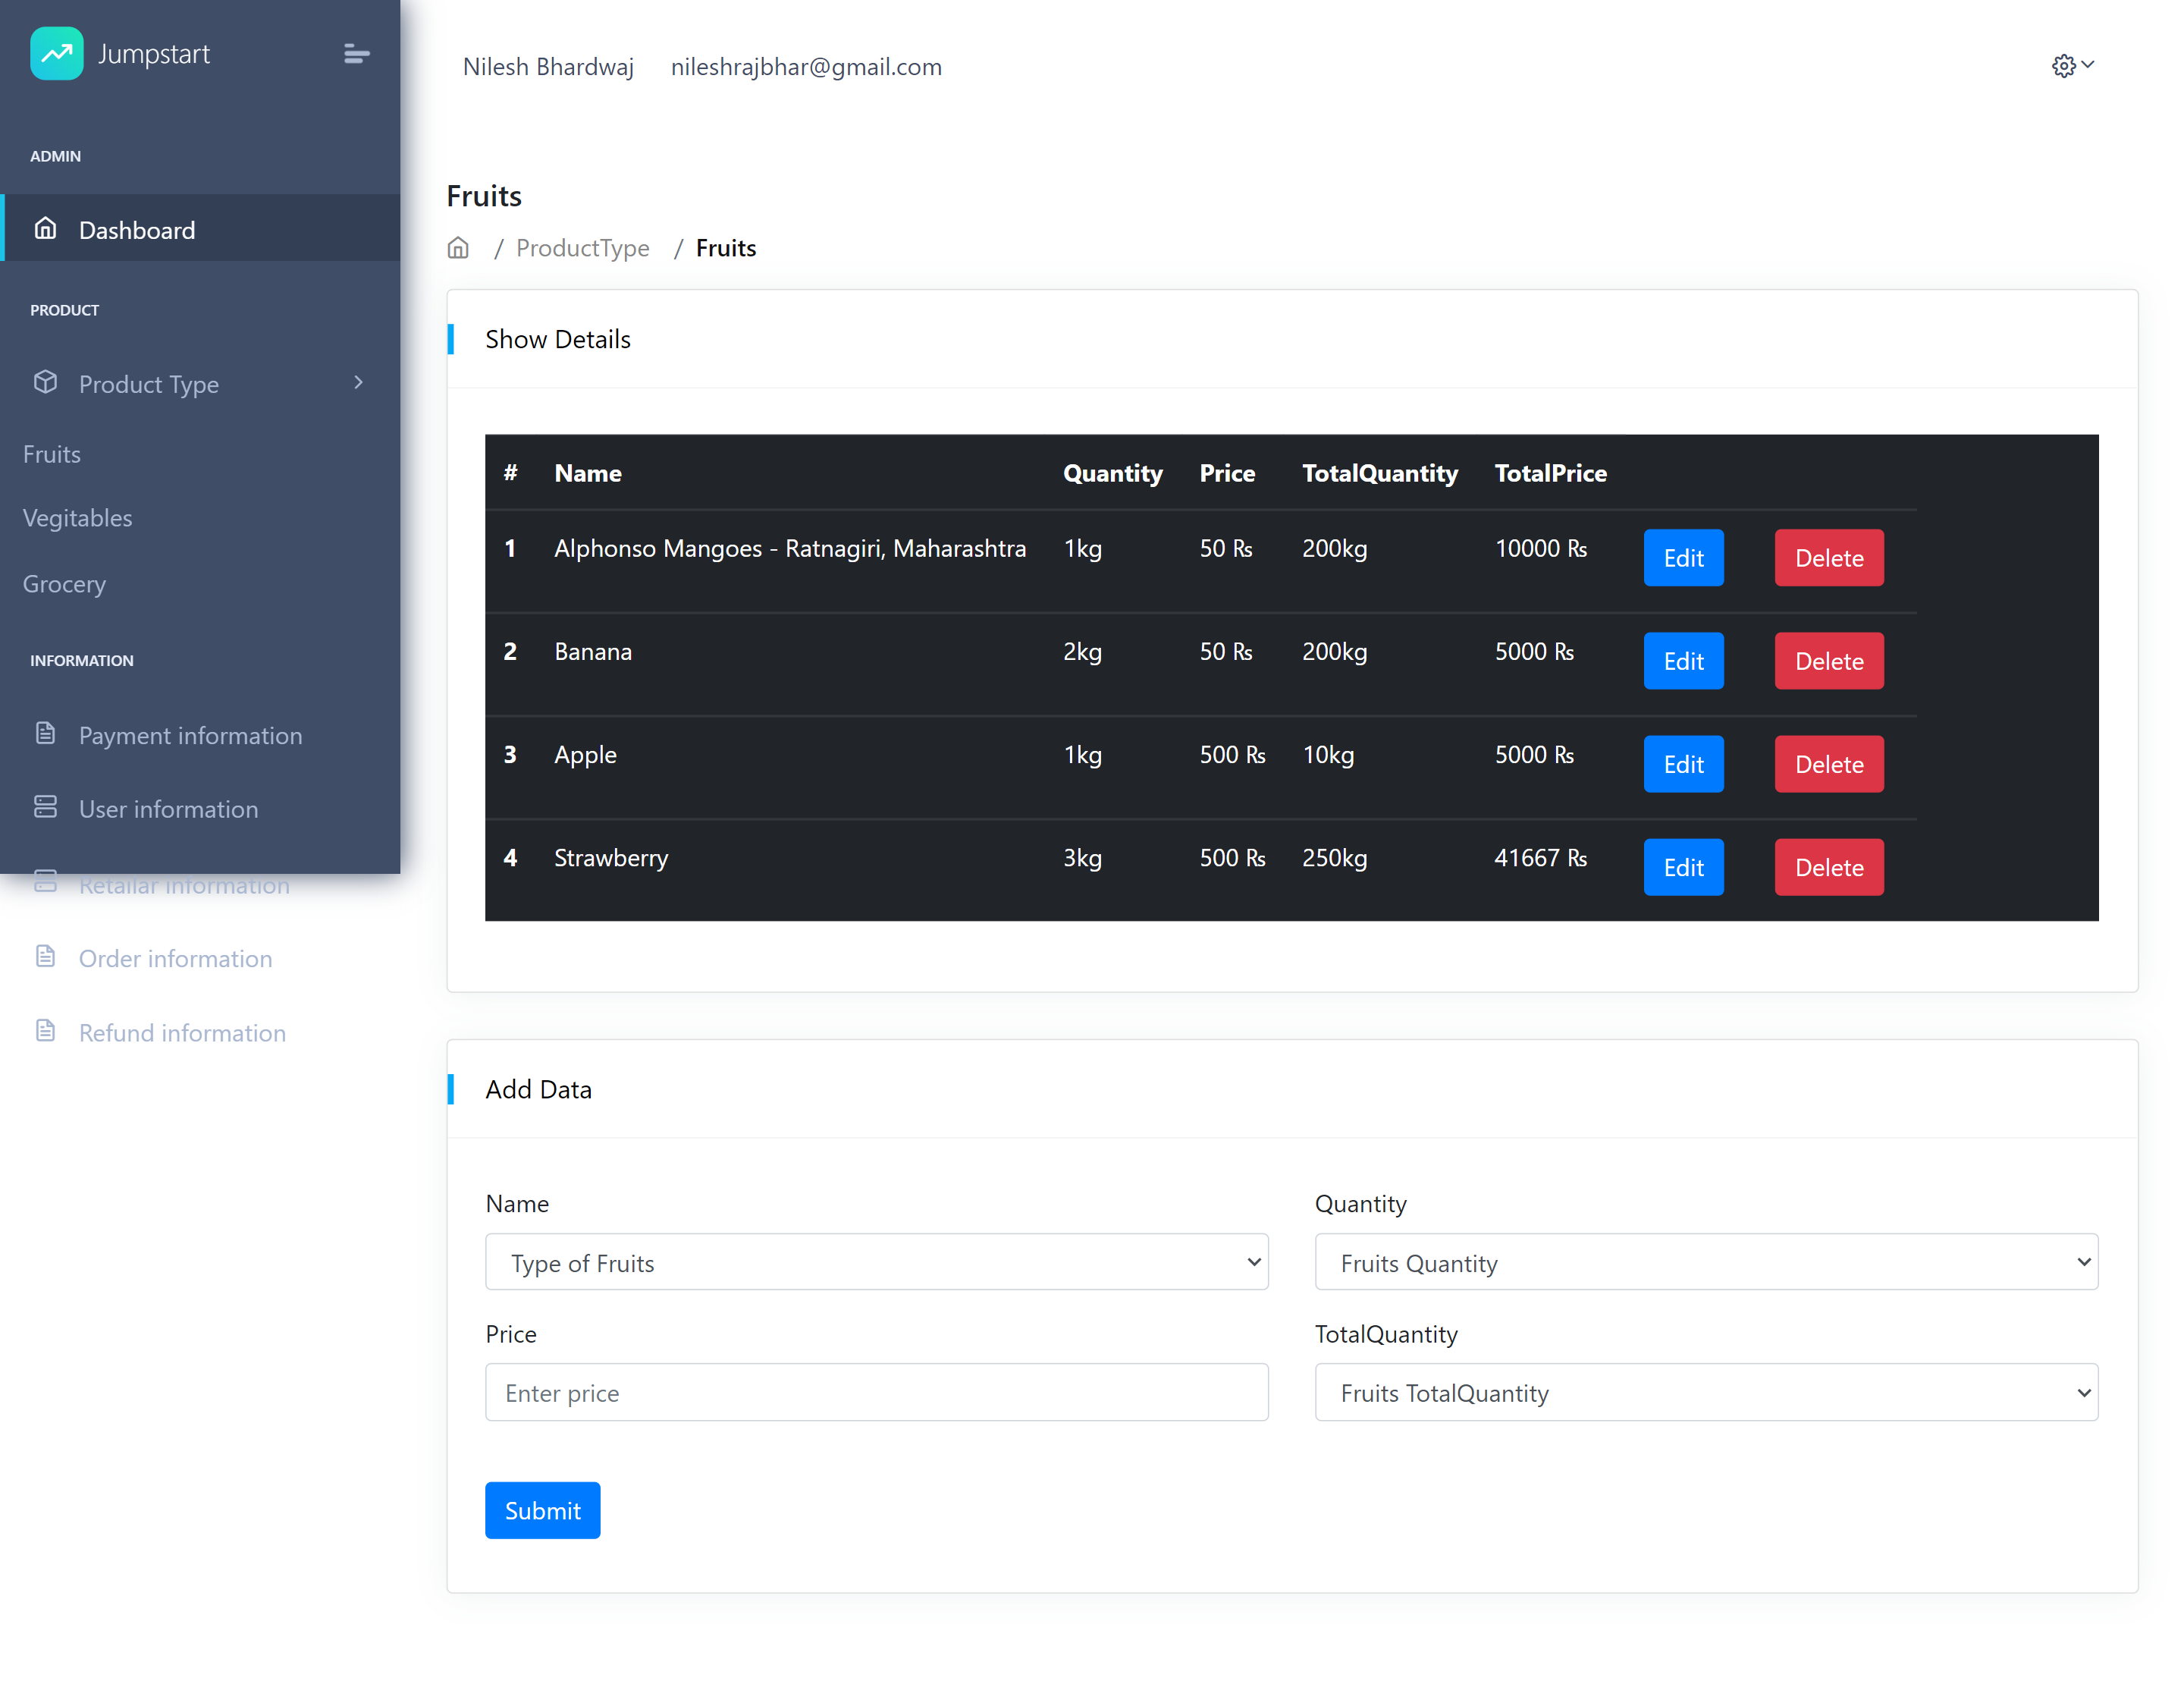 Jumpstart
ADMIN
Dashboard
PRODUCT
Product Type
Fruits
Vegitables
Grocery
INFORMATION
Payment information
User information
Retailar information
Order information
Refund information
Nilesh Bhardwaj nileshrajbhar@gmail.com
Fruits
/ ProductType / Fruits
Show Details
# Name Quantity Price TotalQuantity TotalPrice
1 Alphonso Mangoes - Ratnagiri, Maharashtra 1kg 50 ₨ 200kg 10000 ₨ Edit Delete
2 Banana 2kg 50 ₨ 200kg 5000 ₨ Edit Delete
3 Apple 1kg 500 ₨ 10kg 5000 ₨ Edit Delete
4 Strawberry 3kg 500 ₨ 250kg 41667 ₨ Edit Delete
Add Data
Name Quantity
Type of Fruits Fruits Quantity
Price TotalQuantity
Enter price Fruits TotalQuantity
Submit